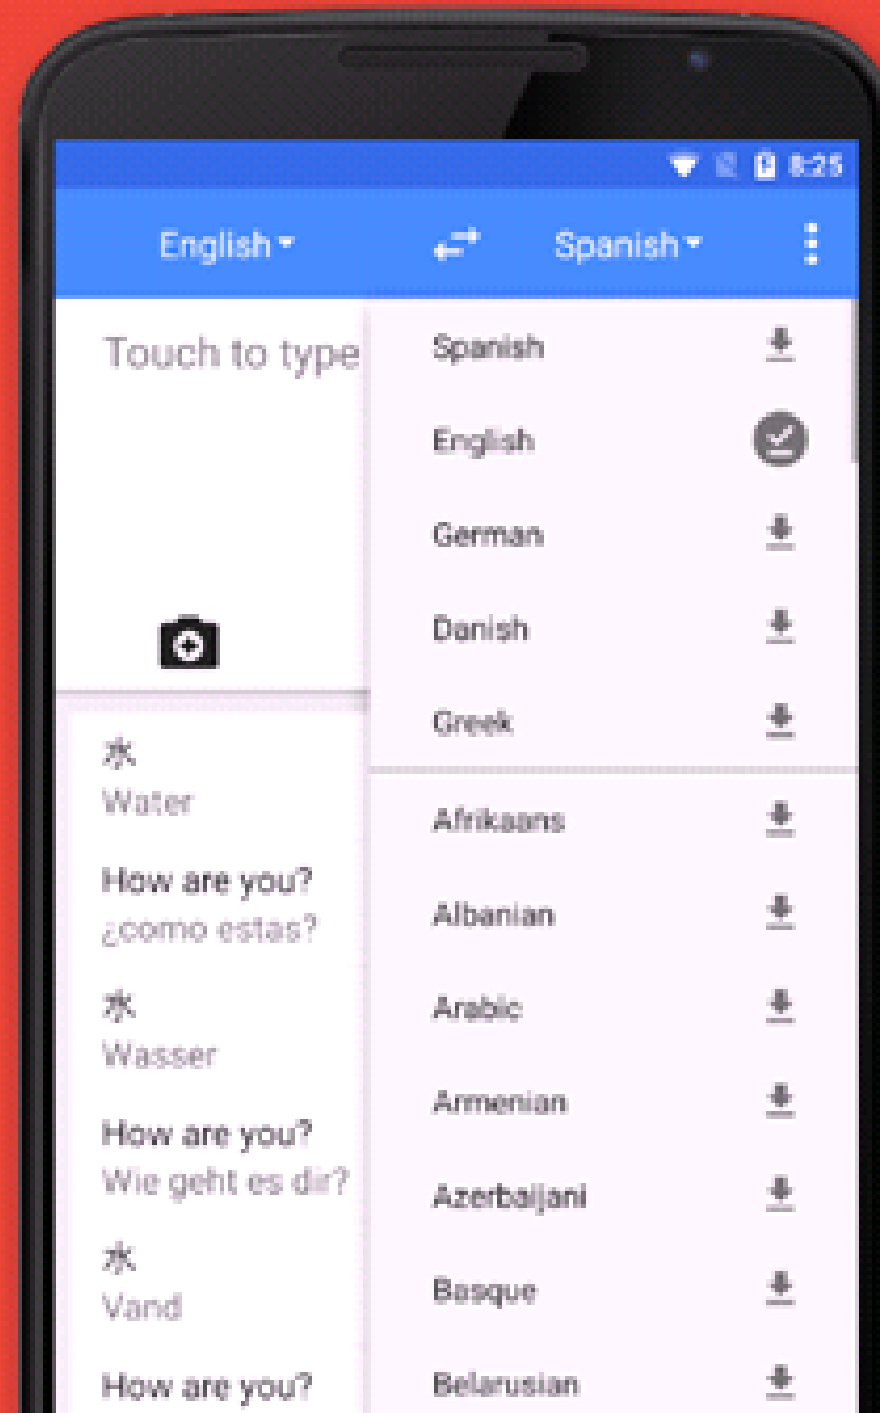 8:25
English
Spanish
Touch to type
水
Water
How are you?
¿como estas?
水
Wasser
How are you?
Wie geht es dir?
水
Vand
How are you?
Spanish
English
German
Danish
Greek
Afrikaans
Albanian
Arabic
Armenian
Azerbaijani
Basque
Belarusian